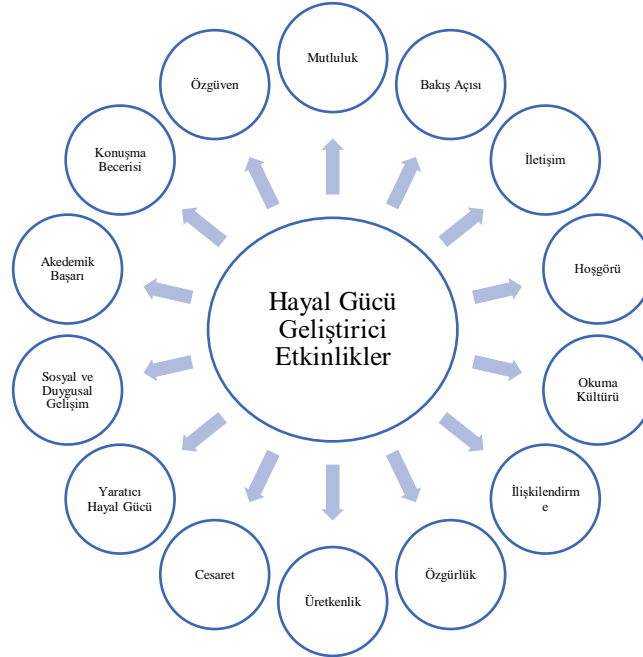 Mutluluk
Bakış Açısı
İletişim
Hoşgörü
Okuma
Kültürü
İlişkilendirm
e
Özgürlük
Üretkenlik
Cesaret
Yaratıcı
Hayal Gücü
Sosyal ve
Duygusal
Gelişim
Akedemik
Başarı
Konuşma
Becerisi
Özgüven
Hayal Gücü
Geliştirici
Etkinlikler